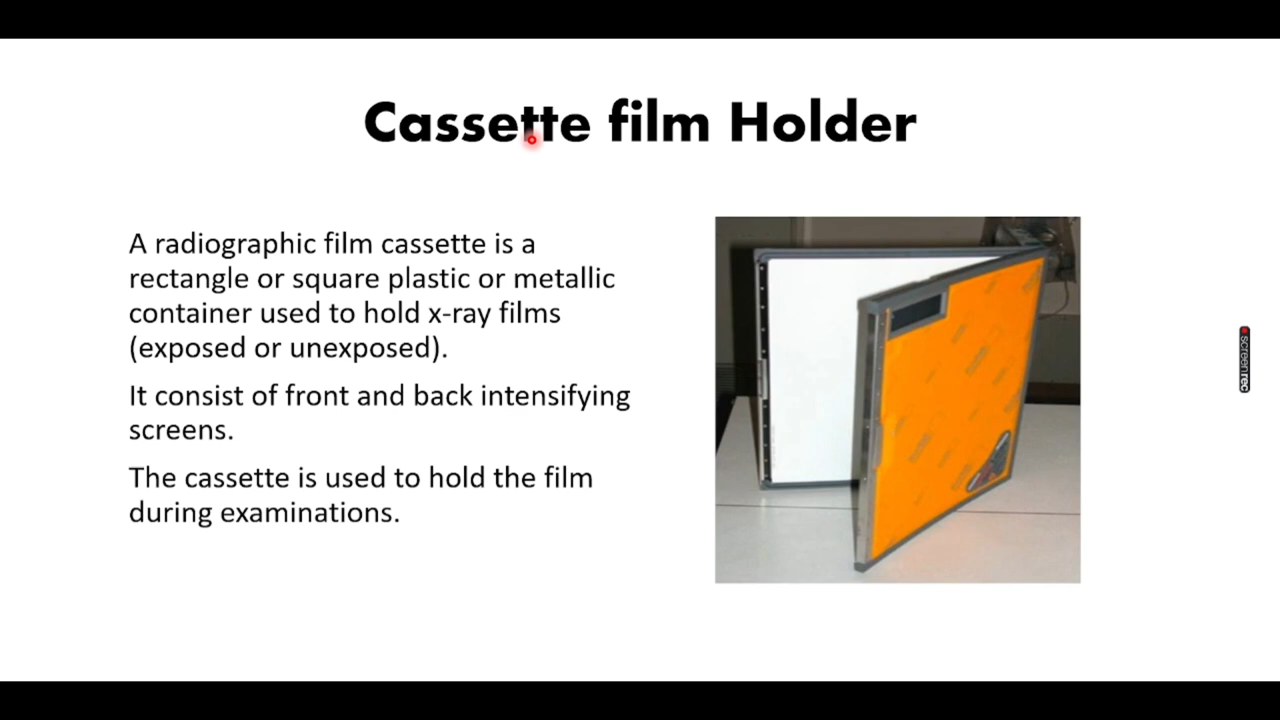 Cassette film Holder
A radiographic film cassette is a
rectangle or square plastic or metallic
container used to hold x-ray films
(exposed or unexposed).
It consist of front and back intensifying
screens.
The cassette is used to hold the film
during examinations.
screenrec